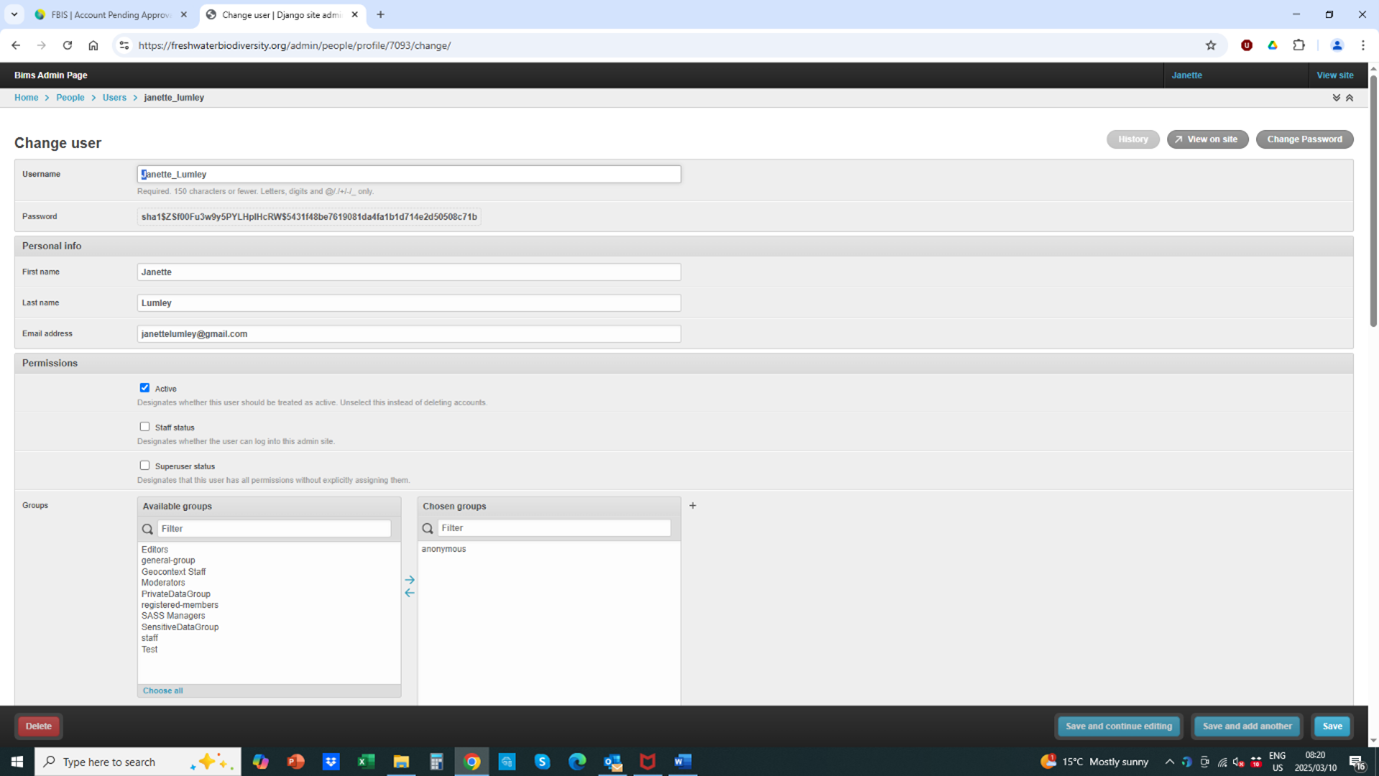 FBIS | Account Pending Approv
Change user | Django site admi
https://freshwaterbiodiversity.org/admin/people/profile/7093/change/
Bims Admin Page
Janette
View site
Home > People > Users > janette_lumley
Change user
History
View on site
Change Password
Username
Janette_Lumley
Required. 150 characters or fewer. Letters, digits and @/./+/-/_ only.
Password
sha1$ZSf00Fu3w9y5PYLHpIHcRW$5431f48be7619081da4fa1b1d714e2d50508c71b
Personal info
First name
Janette
Last name
Lumley
Email address
janettelumley@gmail.com
Permissions
Active
Designates whether this user should be treated as active. Unselect this instead of deleting accounts.
Staff status
Designates whether the user can log into this admin site.
Superuser status
Designates that this user has all permissions without explicitly assigning them.
Groups
Available groups
Filter
Editors
general-group
Geocontext Staff
Moderators
PrivateDataGroup
registered-members
SASS Managers
SensitiveDataGroup
staff
Test
Choose all
Chosen groups
Filter
anonymous
Delete
Save and continue editing
Save and add another
Save
Type here to search
15°C Mostly sunny
ENG
US
08:20
2025/03/10
16